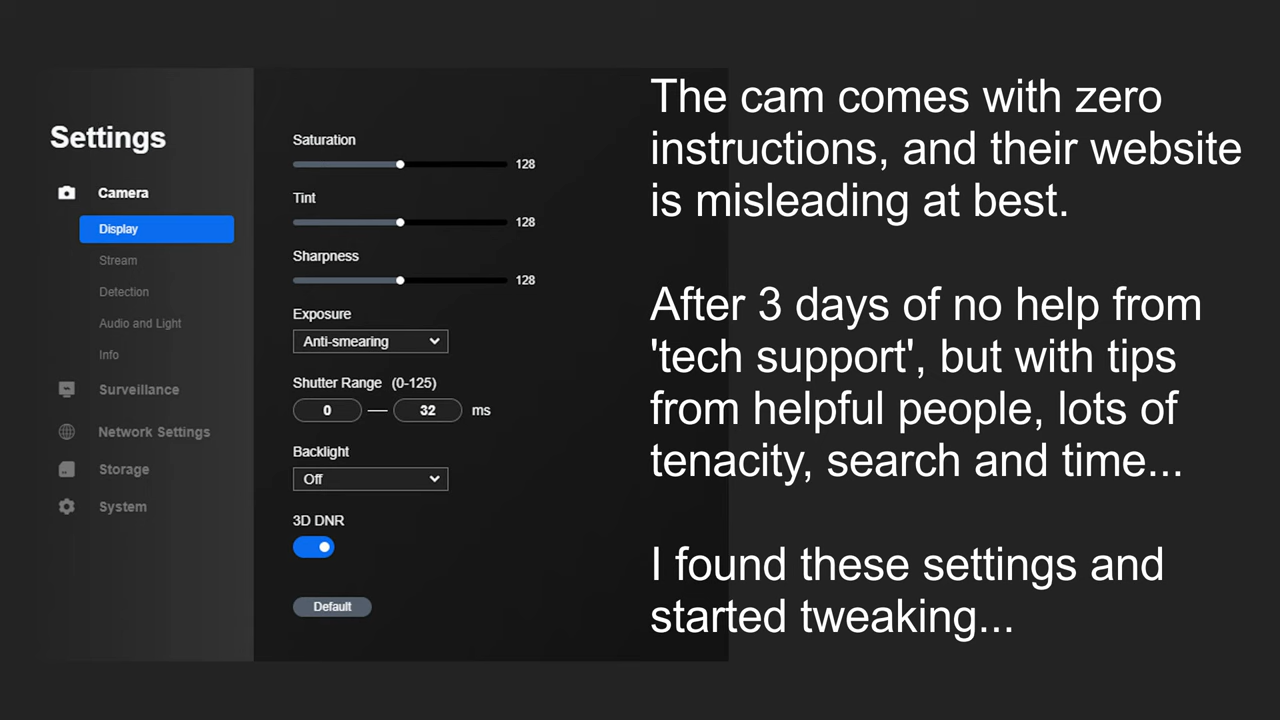 Settings
Camera
Display
Stream
Detection
Audio and Light
Info
Surveillance
Network Settings
Storage
System
Saturation
128
Tint
128
Sharpness
128
Exposure
Anti-smearing
Shutter Range (0-125)
0 — 32 ms
Backlight
Off
3D DNR
Default
The cam comes with zero
instructions, and their website
is misleading at best.
After 3 days of no help from
'tech support', but with tips
from helpful people, lots of
tenacity, search and time...
I found these settings and
started tweaking...